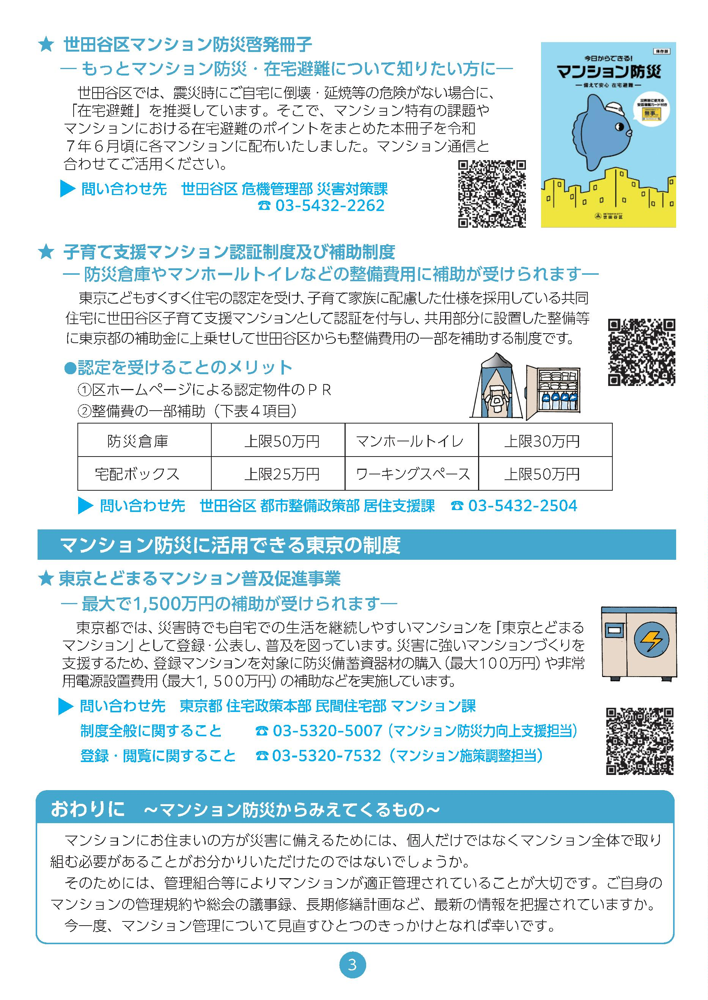 ★ 世田谷区マンション防災啓発冊子
― もっとマンション防災・在宅避難について知りたい方に―
世田谷区では、震災時にご自宅に倒壊・延焼等の危険がない場合に、
「在宅避難」を推奨しています。そこで、マンション特有の課題や
マンションにおける在宅避難のポイントをまとめた本冊子を令和
７年６月頃に各マンションに配布いたしました。マンション通信と
合わせてご活用ください。
▶ 問い合わせ先　世田谷区 危機管理部 災害対策課
☎ 03-5432-2262
保存版
今日からできる!
マンション防災
― 備えて安心 在宅避難 ―
災害時に使える
安否確認カード付き
無事
SETAGAYA CITY
世田谷区
★ 子育て支援マンション認証制度及び補助制度
― 防災倉庫やマンホールトイレなどの整備費用に補助が受けられます―
東京こどもすくすく住宅の認定を受け、子育て家族に配慮した仕様を採用している共同
住宅に世田谷区子育て支援マンションとして認証を付与し、共用部分に設置した整備等
に東京都の補助金に上乗せして世田谷区からも整備費用の一部を補助する制度です。
●認定を受けることのメリット
①区ホームページによる認定物件のＰＲ
②整備費の一部補助（下表４項目）
防災倉庫　上限50万円　マンホールトイレ　上限30万円
宅配ボックス　上限25万円　ワーキングスペース　上限50万円
▶ 問い合わせ先　世田谷区 都市整備政策部 居住支援課　☎ 03-5432-2504
マンション防災に活用できる東京の制度
★ 東京とどまるマンション普及促進事業
― 最大で1,500万円の補助が受けられます―
東京都では、災害時でも自宅での生活を継続しやすいマンションを「東京とどまる
マンション」として登録・公表し、普及を図っています。災害に強いマンションづくりを
支援するため、登録マンションを対象に防災備蓄資器材の購入（最大１００万円）や非常
用電源設置費用（最大１，５００万円）の補助などを実施しています。
▶ 問い合わせ先　東京都 住宅政策本部 民間住宅部 マンション課
制度全般に関すること　☎ 03-5320-5007（マンション防災力向上支援担当）
登録・閲覧に関すること　☎ 03-5320-7532（マンション施策調整担当）
おわりに　～マンション防災からみえてくるもの～
マンションにお住まいの方が災害に備えるためには、個人だけではなくマンション全体で取り
組む必要があることがお分かりいただけたのではないでしょうか。
そのためには、管理組合等によりマンションが適正管理されていることが大切です。ご自身の
マンションの管理規約や総会の議事録、長期修繕計画など、最新の情報を把握されていますか。
今一度、マンション管理について見直すひとつのきっかけとなれば幸いです。
3